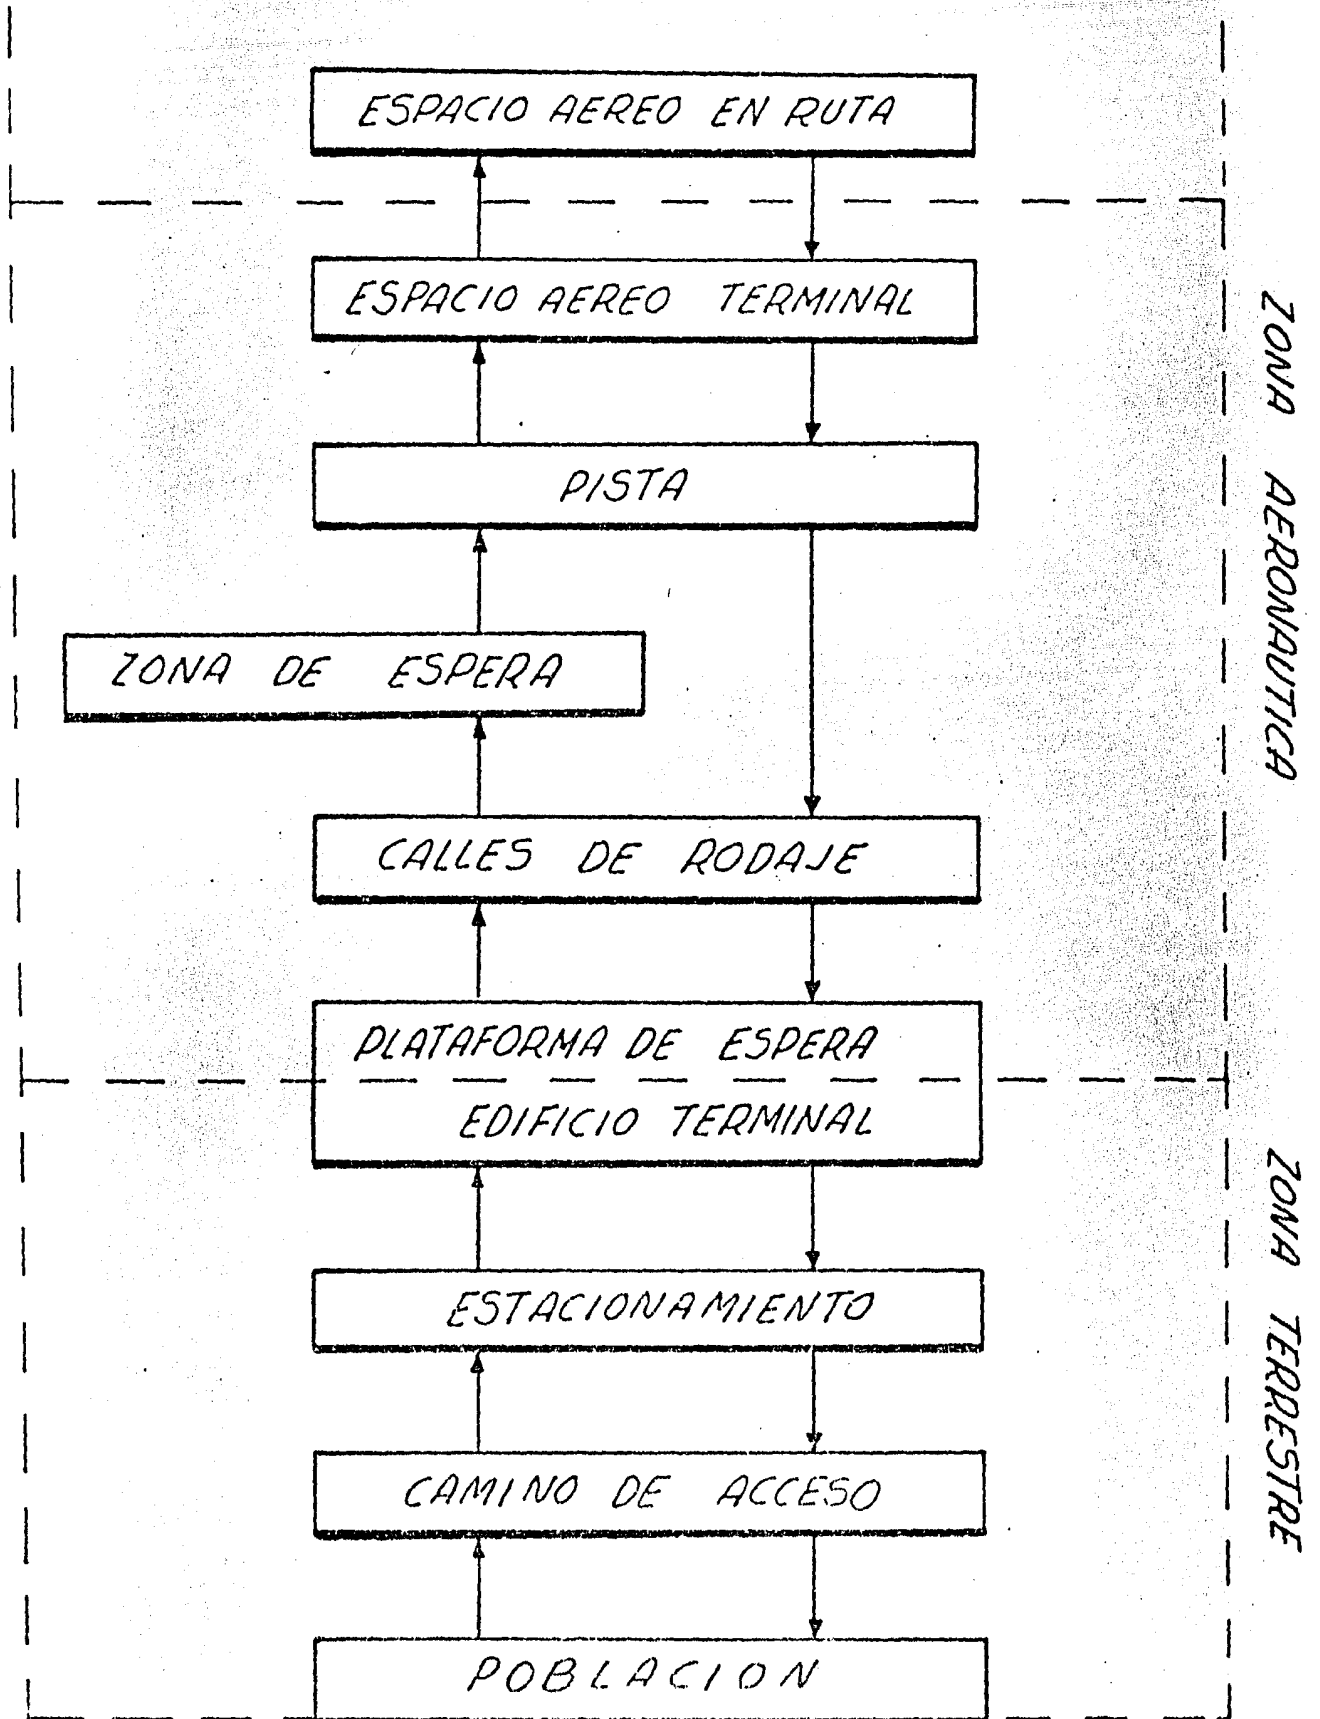 ESPACIO AEREO EN RUTA
ESPACIO AEREO TERMINAL
PISTA
ZONA DE ESPERA
CALLES DE RODAJE
PLATAFORMA DE ESPERA
EDIFICIO TERMINAL
ESTACIONAMIENTO
CAMINO DE ACCESO
POBLACION
ZONA AERONAUTICA
ZONA TERRESTRE